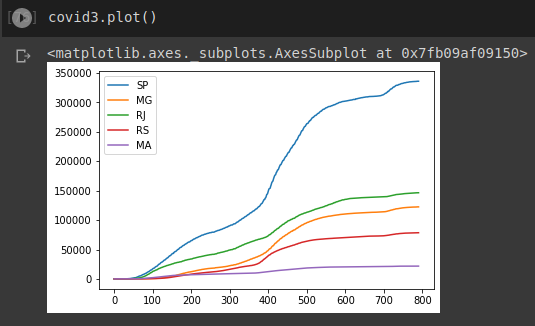 covid3.plot()
<matplotlib.axes._subplots.AxesSubplot at 0x7fb09af09150>
350000
300000
250000
200000
150000
100000
50000
0
SP
MG
RJ
RS
MA
0 100 200 300 400 500 600 700 800